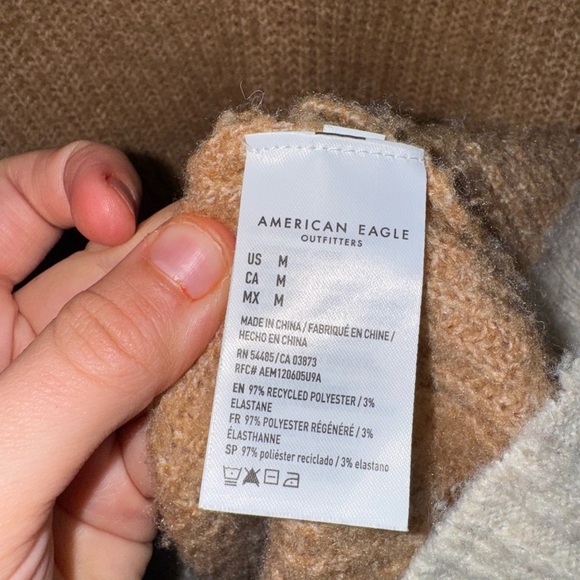 AMERICAN EAGLE
OUTFITTERS
US M
CA M
MX M
MADE IN CHINA / FABRIQUÉ EN CHINE /
HECHO EN CHINA
RN 54485 / CA 03873
RFC# AEM120605U9A
EN 97% RECYCLED POLYESTER / 3%
ELASTANE
FR 97% POLYESTER RÉGÉNÉRÉ / 3%
ÉLASTHANNE
SP 97% poliéster reciclado / 3% elastano